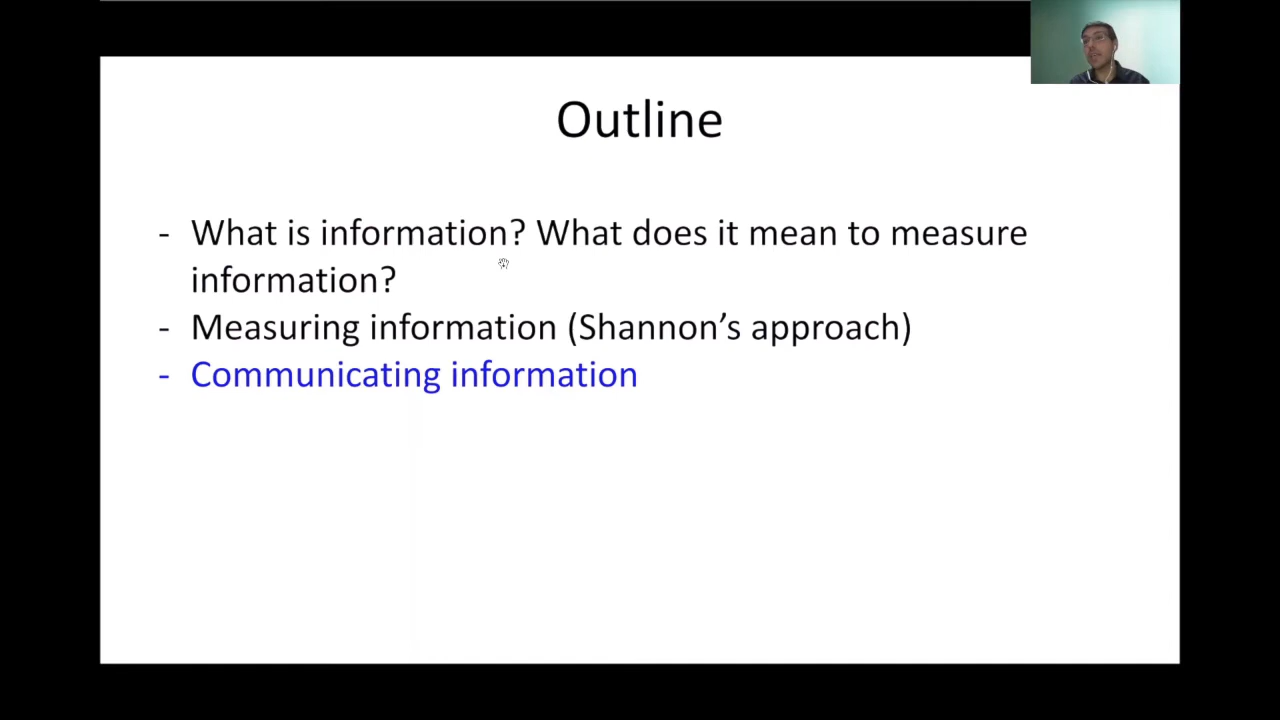 Outline
- What is information? What does it mean to measure
information?
- Measuring information (Shannon’s approach)
- Communicating information